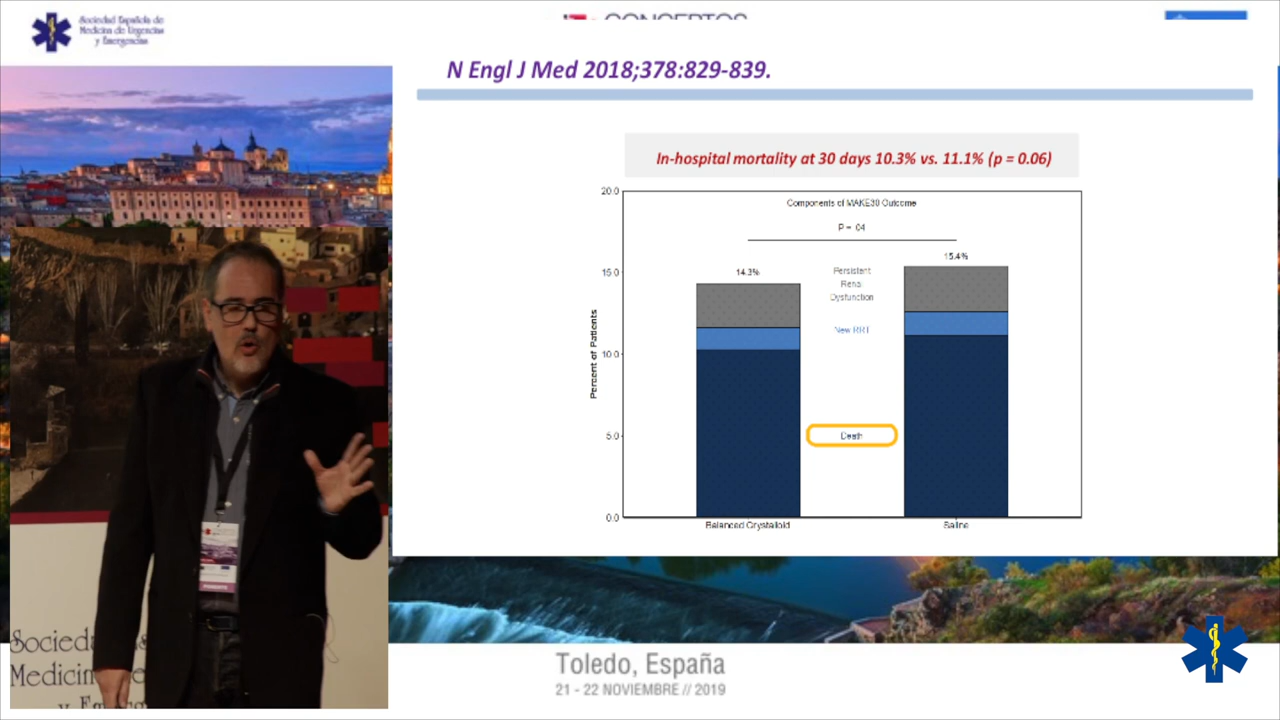 Sociedad Española de
Medicina de Urgencias
y Emergencias
CONCEPTOS
N Engl J Med 2018;378:829-839.
In-hospital mortality at 30 days 10.3% vs. 11.1% (p = 0.06)
Components of MAKE30 Outcome
P = .04
20.0
15.0
10.0
5.0
0.0
Percent of Patients
14.3%
15.4%
Persistent
Renal
Dysfunction
New RRT
Death
Balanced Crystalloid
Saline
Medicin
Toledo, España
21 - 22 NOVIEMBRE // 2019